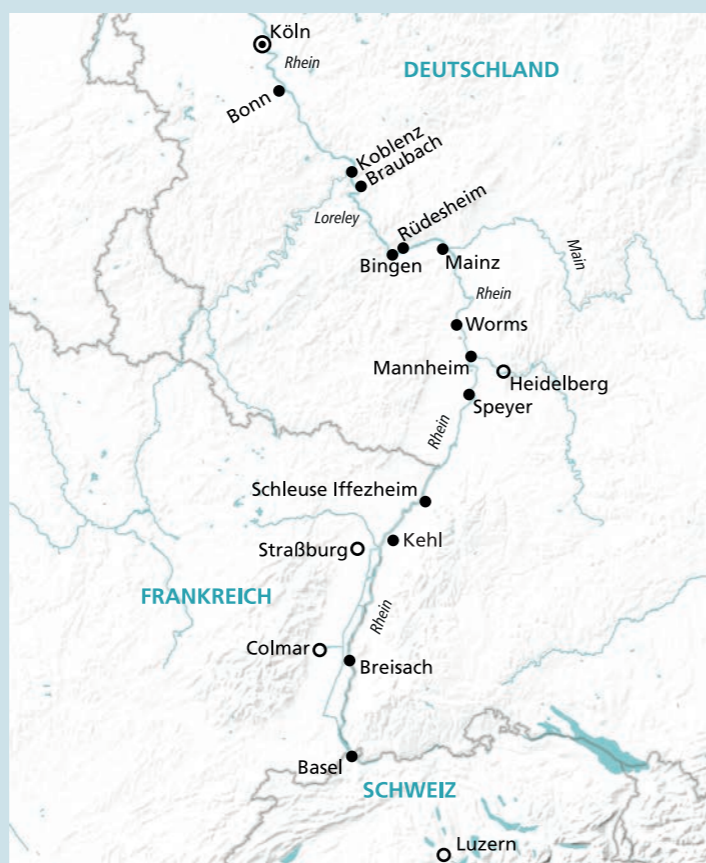 Köln
Rhein
DEUTSCHLAND
Bonn
Koblenz
Braubach
Loreley
Rüdesheim
Bingen
Mainz
Main
Rhein
Worms
Mannheim
Heidelberg
Speyer
Rhein
Schleuse Iffezheim
Straßburg
Kehl
FRANKREICH
Rhein
Colmar
Breisach
Basel
SCHWEIZ
Luzern